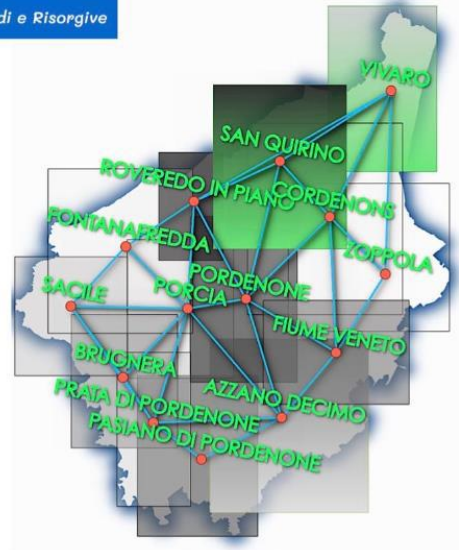 di e Risorgive
VIVARO
SAN QUIRINO
ROVEREDO IN PIANO
CORDENONS
FONTANAFREDDA
ZOPPOLA
SACILE
PORCIA
PORDENONE
FIUME VENETO
BRUGNERA
PRATA DI PORDENONE
AZZANO DECIMO
PASIANO DI PORDENONE